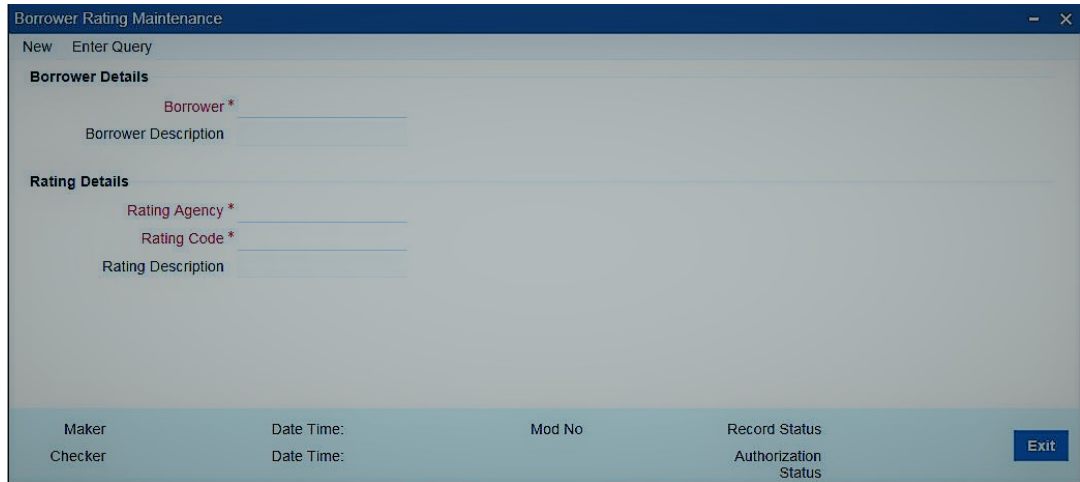 Borrower Rating Maintenance
New Enter Query
Borrower Details
Borrower *
Borrower Description
Rating Details
Rating Agency *
Rating Code *
Rating Description
Maker Date Time: Mod No Record Status
Checker Date Time: Authorization
Status
Exit